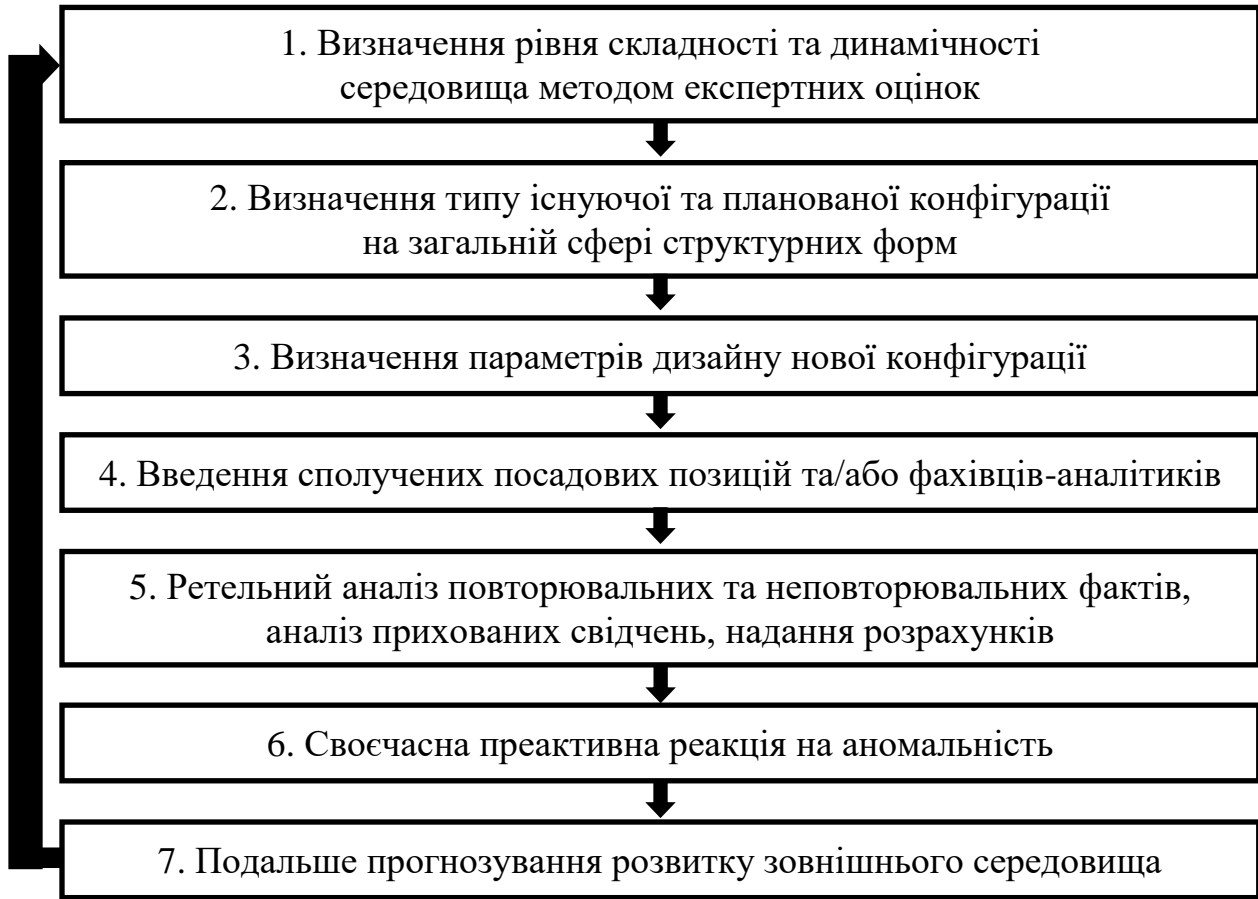 1. Визначення рівня складності та динамічності
середовища методом експертних оцінок
2. Визначення типу існуючої та планованої конфігурації
на загальній сфері структурних форм
3. Визначення параметрів дизайну нової конфігурації
4. Введення сполучених посадових позицій та/або фахівців-аналітиків
5. Ретельний аналіз повторювальних та неповторювальних фактів,
аналіз прихованих свідчень, надання розрахунків
6. Своєчасна преактивна реакція на аномальність
7. Подальше прогнозування розвитку зовнішнього середовища